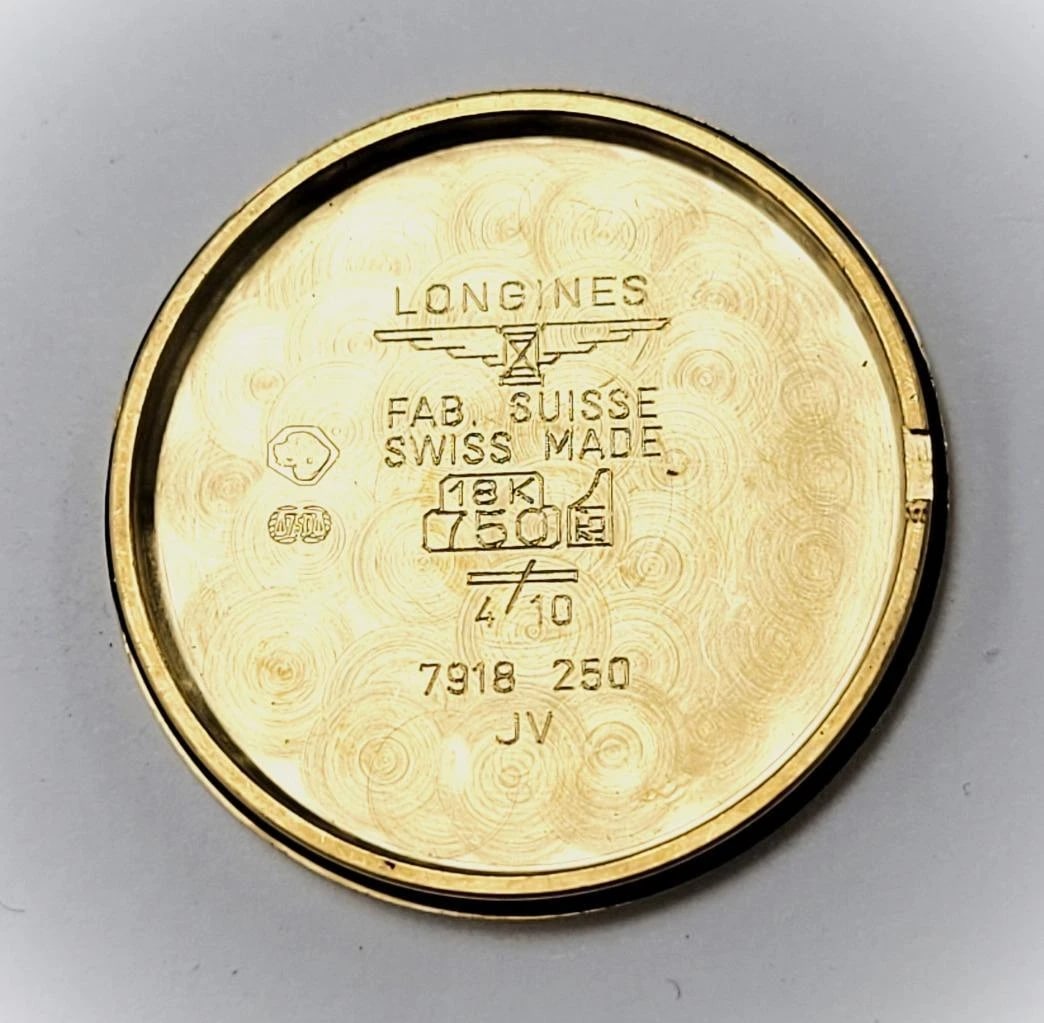 LONGINES
FAB. SUISSE
SWISS MADE
18K
750
4/10
7918 250
JV